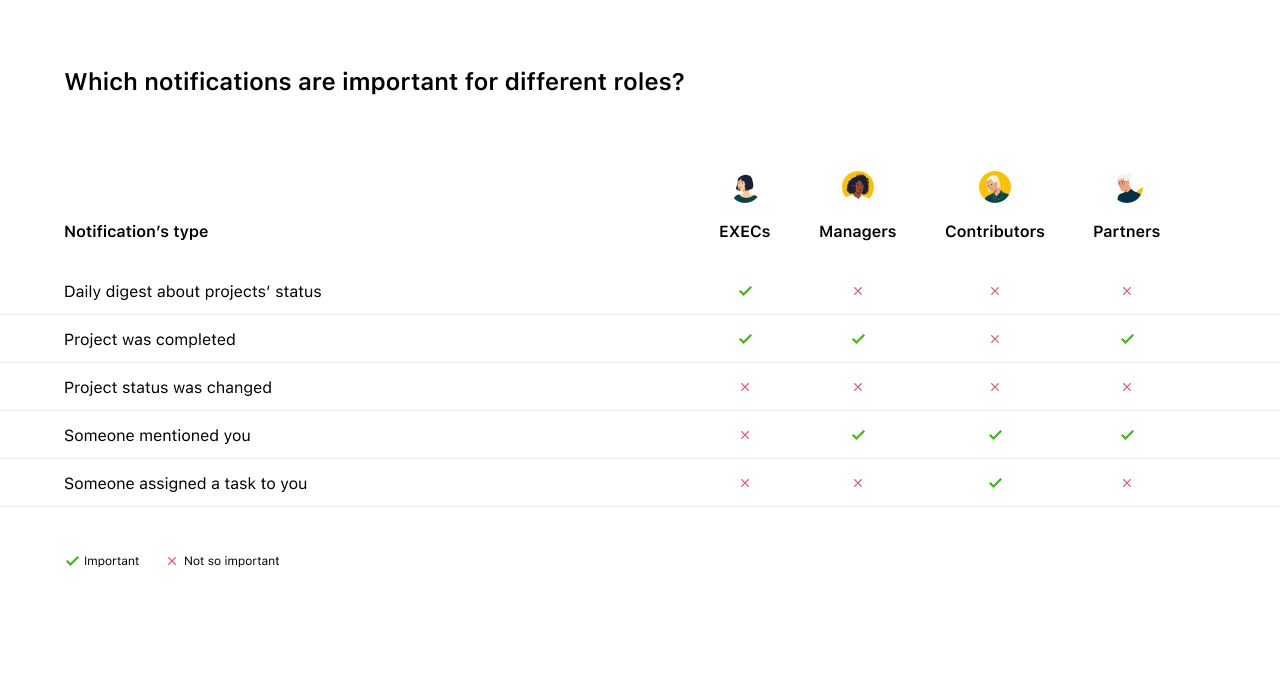 Which notifications are important for different roles?
Notification’s type EXECs Managers Contributors Partners
Daily digest about projects’ status
Project was completed
Project status was changed
Someone mentioned you
Someone assigned a task to you
Important Not so important